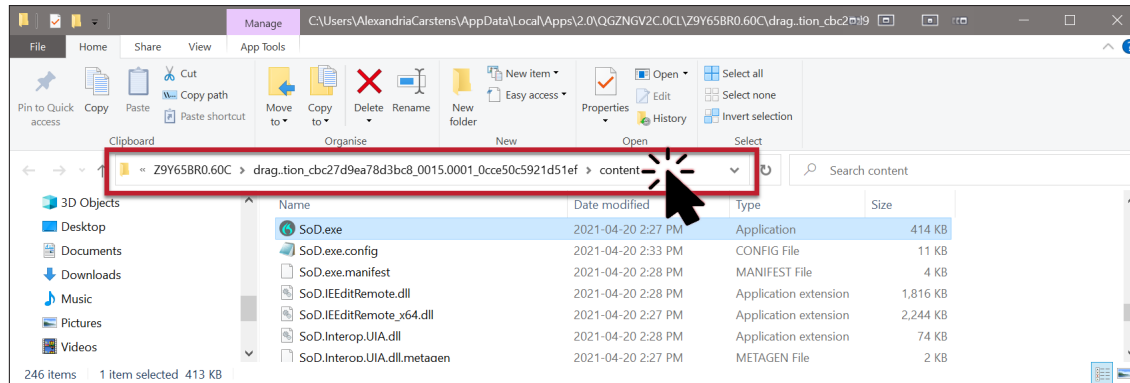 Manage C:\Users\AlexandriaCarstens\AppData\Local\Apps\2.0\QGZNGV2C.0CL\Z9Y65BR0.60C\drag..tion_cbc2
File Home Share View App Tools
Pin to Quick access
Copy
Paste
Cut
Copy path
Paste shortcut
Clipboard
Move to
Copy to
Delete
Rename
Organise
New folder
New item
Easy access
New
Properties
Open
Edit
History
Open
Select all
Select none
Invert selection
Select
« Z9Y65BR0.60C > drag..tion_cbc27d9ea78d3bc8_0015.0001_0cce50c5921d51ef > content
Search content
3D Objects
Desktop
Documents
Downloads
Music
Pictures
Videos
Name Date modified Type Size
SoD.exe 2021-04-20 2:27 PM Application 414 KB
SoD.exe.config 2021-04-20 2:33 PM CONFIG File 11 KB
SoD.exe.manifest 2021-04-20 2:28 PM MANIFEST File 4 KB
SoD.IEEditRemote.dll 2021-04-20 2:28 PM Application extension 1,816 KB
SoD.IEEditRemote_x64.dll 2021-04-20 2:28 PM Application extension 2,244 KB
SoD.Interop.UIA.dll 2021-04-20 2:28 PM Application extension 74 KB
SoD.Interop.UIA.dll.metagen 2021-04-20 2:27 PM METAGEN File 2 KB
246 items 1 item selected 413 KB